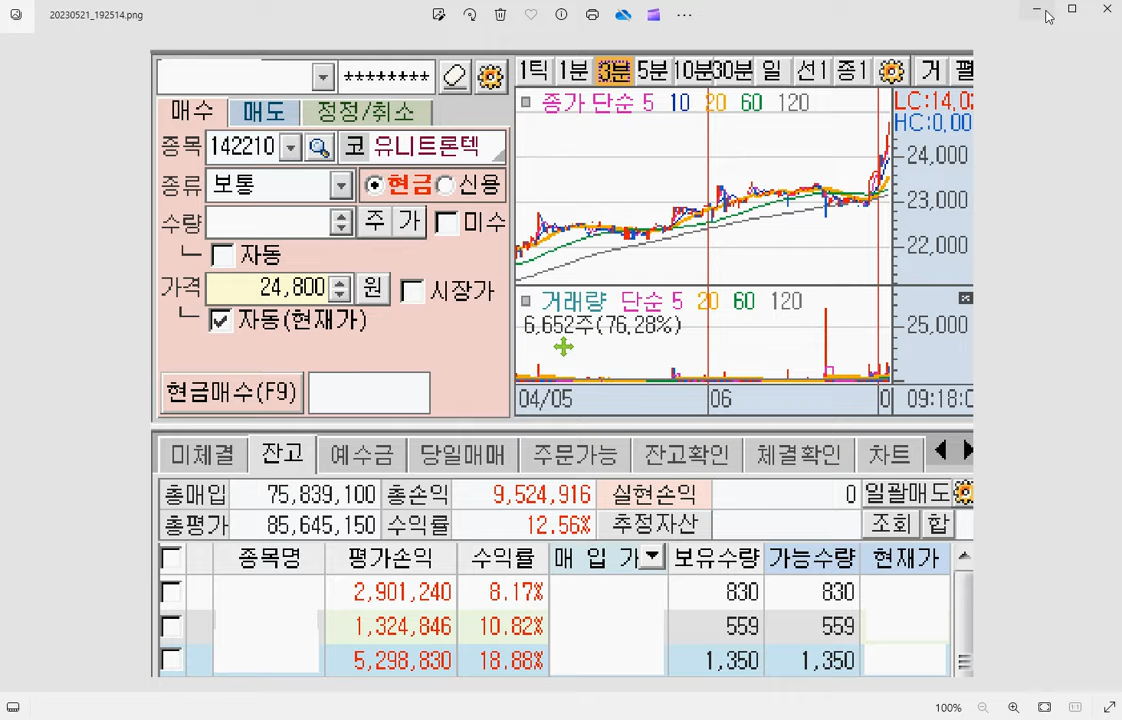 20230521_192514.png
********
1틱 1분 3분 5분 10분 30분 일 선1 종1 거
매수 매도 정정/취소
종목 142210 코 유니트론텍
종류 보통 현금 신용
수량 주 가 미수
자동
가격 24,800 원 시장가
자동(현재가)
현금매수(F9)
종가 단순 5 10 20 60 120
HC:0,00
24,000
23,000
22,000
거래량 단순 5 20 60 120
6,652주(76,28%)
25,000
04/05 06 09:18:0
미체결 잔고 예수금 당일매매 주문가능 잔고확인 체결확인 차트
총매입 75,839,100 총손익 9,524,916 실현손익 0 일괄매도
총평가 85,645,150 수익률 12.56% 추정자산 조회 합
종목명 평가손익 수익률 매 입 가 보유수량 가능수량 현재가
2,901,240 8.17% 830 830
1,324,846 10.82% 559 559
5,298,830 18.88% 1,350 1,350
100%